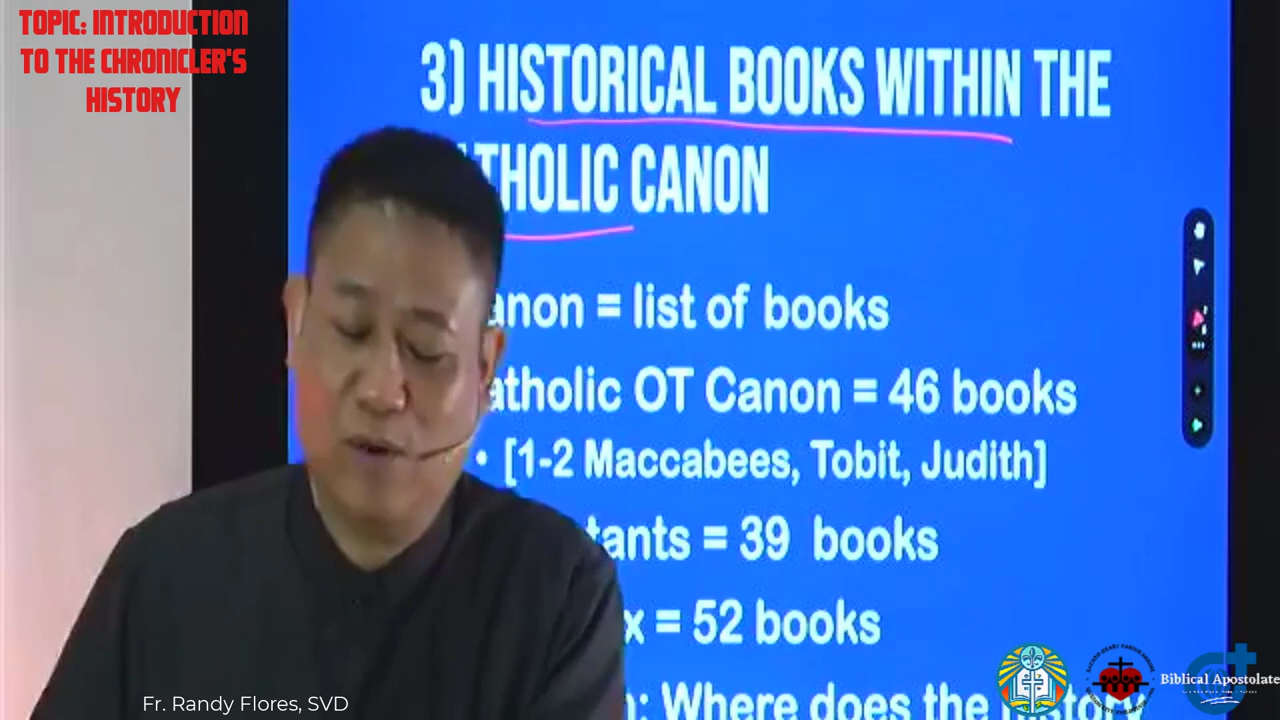 TOPIC: INTRODUCTION
TO THE CHRONICLER'S
HISTORY
3) HISTORICAL BOOKS WITHIN THE
CATHOLIC CANON
anon = list of books
atholic OT Canon = 46 books
• [1-2 Maccabees, Tobit, Judith]
tants = 39 books
x = 52 books
: Where does the
Fr. Randy Flores, SVD
Biblical Apostolate